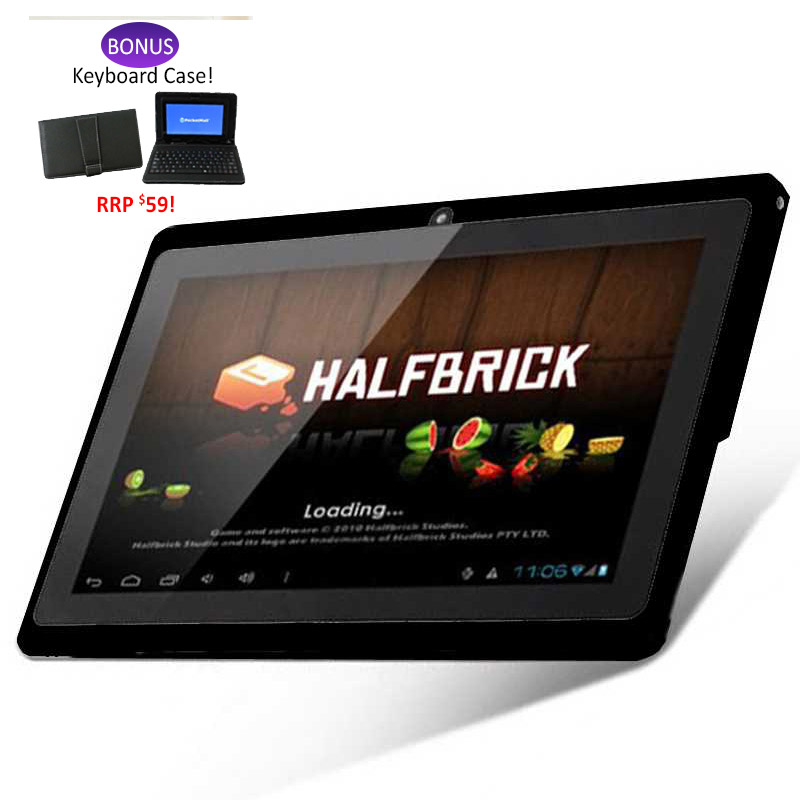 BONUS
Keyboard Case!
RRP $59!
HALFBRICK
Loading...
Game and software © 2010 Halfbrick Studios.
Halfbrick Studio and its logo are trademarks of Halfbrick Studios PTY LTD.
11:06